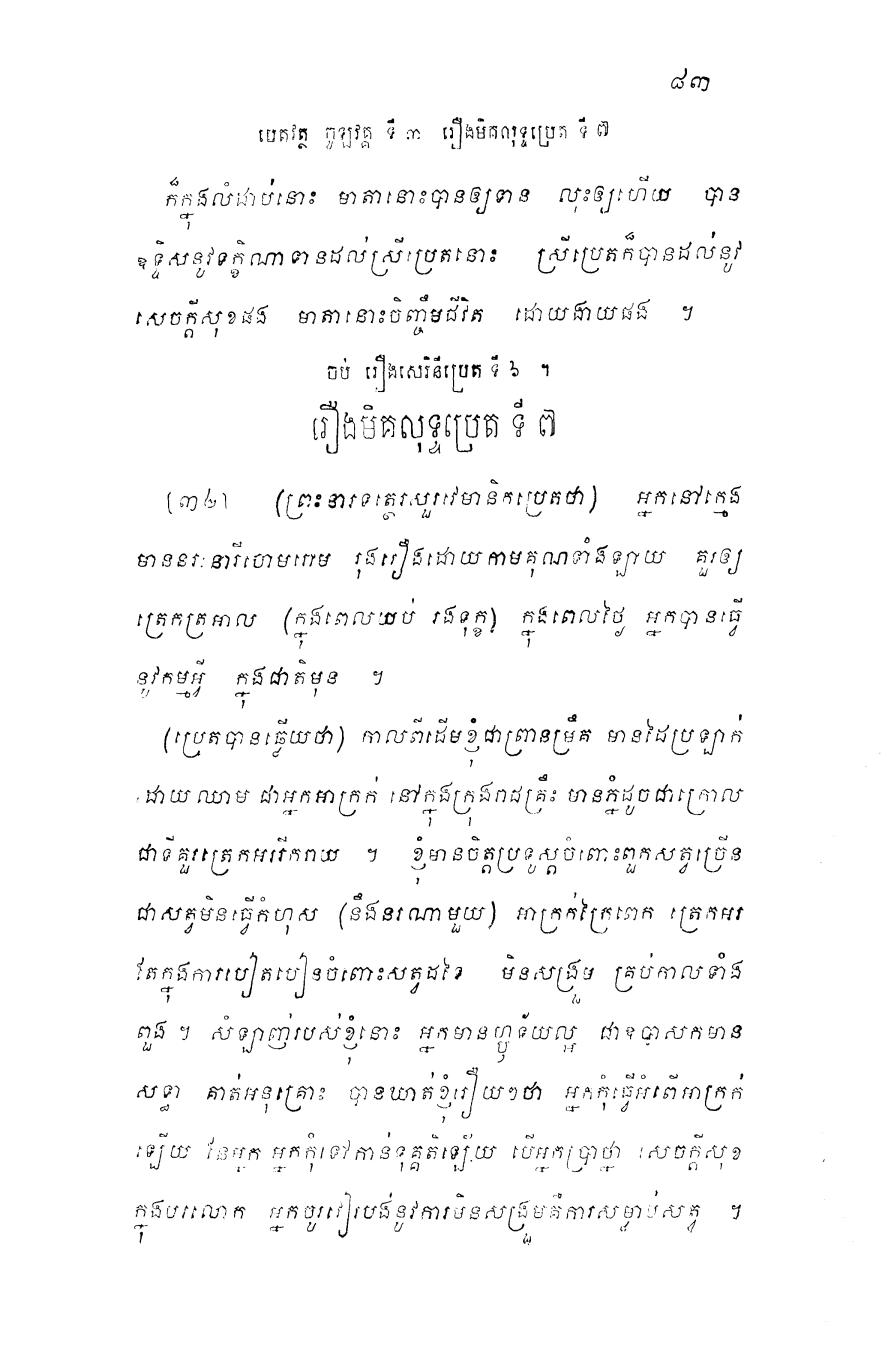 ៨៣
បេតវត្ថុ ចូឡវគ្គ ទី ៣ រឿងមិគលុទ្ទប្រេត ទី ៧
ក៏ក្នុងលំដាប់នោះ មាតានោះបានឲ្យទាន លុះឲ្យហើយ បាន
ឧទ្ទិសនូវទក្ខិណាទានដល់ស្រីប្រេតនោះ ស្រីប្រេតក៏បានដល់នូវ
សេចក្តីសុខផង មាតានោះចិញ្ចឹមជីវិត ដោយងាយផង ។
ចប់ រឿងសេរិនីប្រេត ទី ៦ ។
រឿងមិគលុទ្ទប្រេត ទី ៧
(ព្រះនារទត្ថេរសួរវេមានិកប្រេតថា) អ្នកនៅក្មេង
មាននរៈនារីចោមរោម រុងរឿងដោយកាមគុណទាំងឡាយ គួរឲ្យ
ត្រេកត្រអាល (ក្នុងពេលយប់ រងទុក្ខ) ក្នុងពេលថ្ងៃ អ្នកបានធ្វើ
នូវកម្មអ្វី ក្នុងជាតិមុន ។
(ប្រេតបានធ្វើយថា) កាលពីដើមខ្ញុំជាព្រានម្រឹគ មានដៃប្រឡាក់
ដោយឈាម ជាអ្នកអាក្រក់ នៅក្នុងក្រុងរាជគ្រឹះ មានភ្នំដូចជាក្រោល
ជាទីគួរត្រេកអររីករាយ ។ ខ្ញុំមានចិត្តប្រទូស្តចំពោះពួកសត្វច្រើន
ជាសត្វមិនធ្វើកំហុស (នឹងនរណាមួយ) អាក្រក់ក្រៃពេក ត្រេកអរ
តែក្នុងការបៀតបៀនចំពោះសត្វដទៃ មិនសង្រួម គ្រប់កាលទាំង
ពួង ។ សំឡាញ់របស់ខ្ញុំនោះ អ្នកមានហ្ឫទ័យល្អ ជាឧបាសកមាន
សទ្ធា គាត់អនុគ្រោះ បានឃាត់ខ្ញុំរឿយៗថា អ្នកកុំធ្វើអំពើអាក្រក់
ឡើយ នែអ្នក អ្នកកុំទៅកាន់ទុគ្គតិឡើយ បើអ្នកប្រាថ្នា សេចក្តីសុខ
ក្នុងបរលោក អ្នកចូរវៀរបង់នូវការមិនសង្រួមគឺការសម្លាប់សត្វ ។